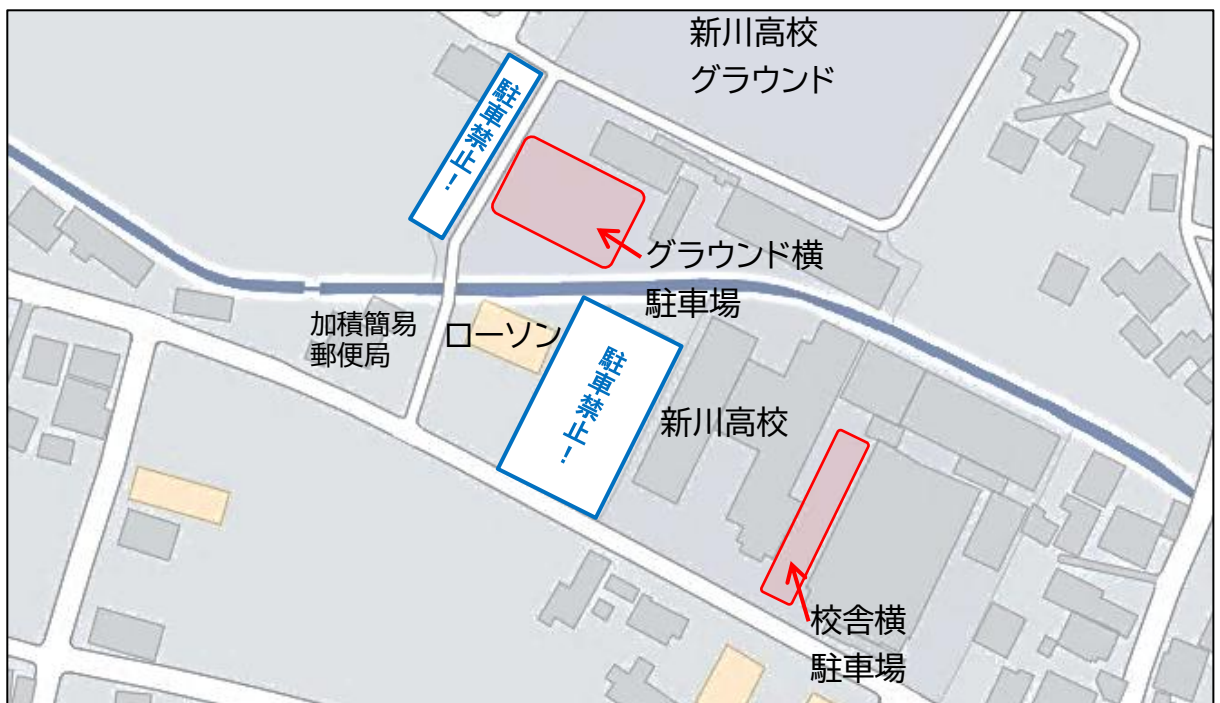 新川高校
グラウンド
駐車禁止!
グラウンド横
駐車場
加積簡易
郵便局
ローソン
駐車禁止!
新川高校
校舎横
駐車場